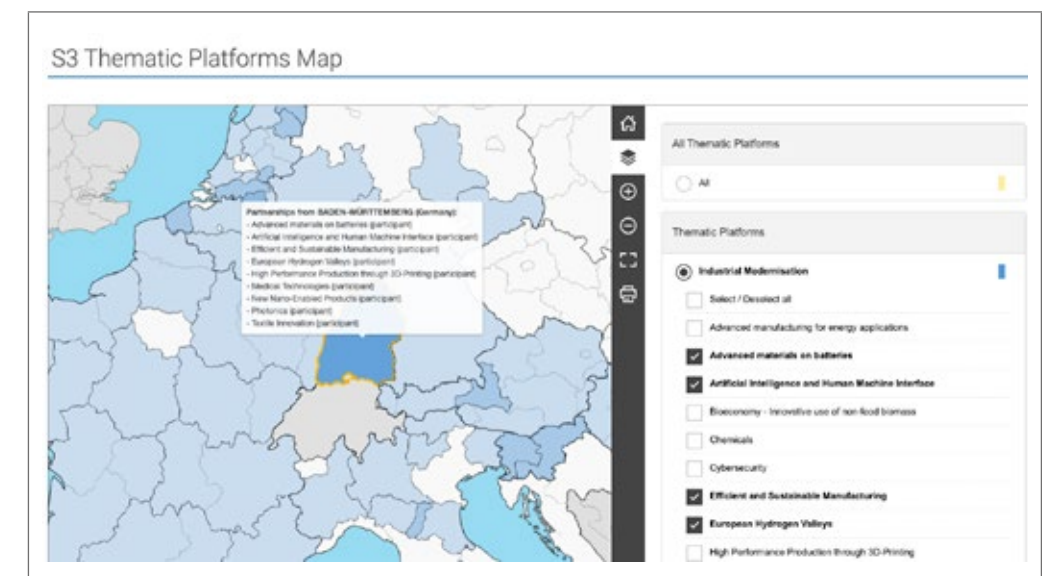 S3 Thematic Platforms Map
Partnerships from BADEN-WÜRTTEMBERG (Germany):
- Advanced materials on batteries (participant)
- Artificial Intelligence and Human Machine Interface (participant)
- Efficient and Sustainable Manufacturing (participant)
- European Hydrogen Valleys (participant)
- High Performance Production through 3D-Printing (participant)
- Medical Technologies (participant)
- New Nano-Enabled Products (participant)
- Photonics (participant)
- Textile Innovation (participant)
All Thematic Platforms
All
Thematic Platforms
Industrial Modernisation
Select / Deselect all
Advanced manufacturing for energy applications
Advanced materials on batteries
Artificial Intelligence and Human Machine Interface
Bioeconomy - Innovative use of non-food biomass
Chemicals
Cybersecurity
Efficient and Sustainable Manufacturing
European Hydrogen Valleys
High Performance Production through 3D-Printing